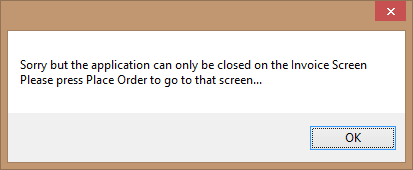 Sorry but the application can only be closed on the Invoice Screen
Please press Place Order to go to that screen...
OK